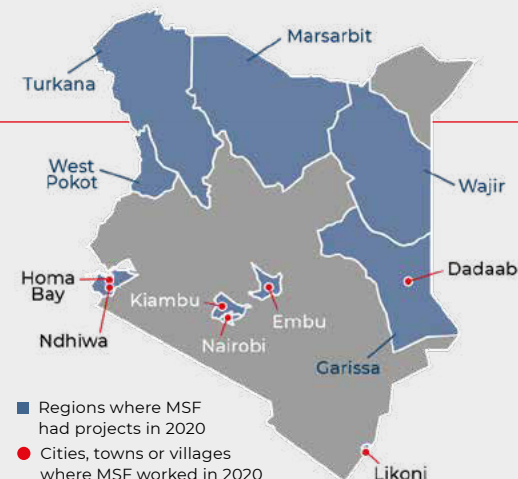 Marsarbit
Turkana
West
Pokot
Wajir
Homa
Bay
Dadaab
Kiambu
Embu
Ndhiwa
Nairobi
Garissa
Regions where MSF
had projects in 2020
Cities, towns or villages
where MSF worked in 2020
Likoni